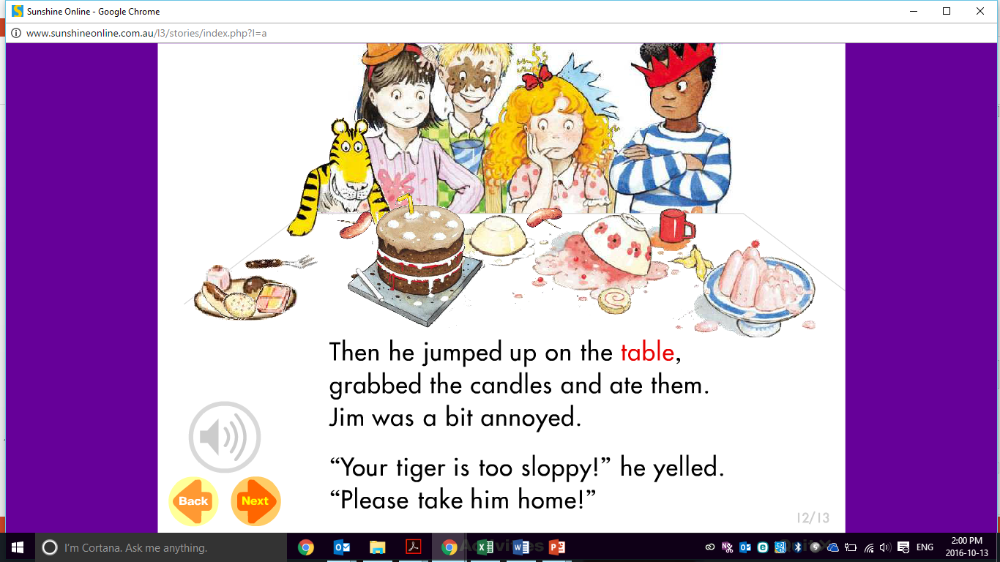 Sunshine Online - Google Chrome
www.sunshineonline.com.au/l3/stories/index.php?l=a
Then he jumped up on the table,
grabbed the candles and ate them.
Jim was a bit annoyed.
“Your tiger is too sloppy!” he yelled.
“Please take him home!”
Back
Next
12/13
I'm Cortana. Ask me anything.
ENG
2:00 PM
2016-10-13